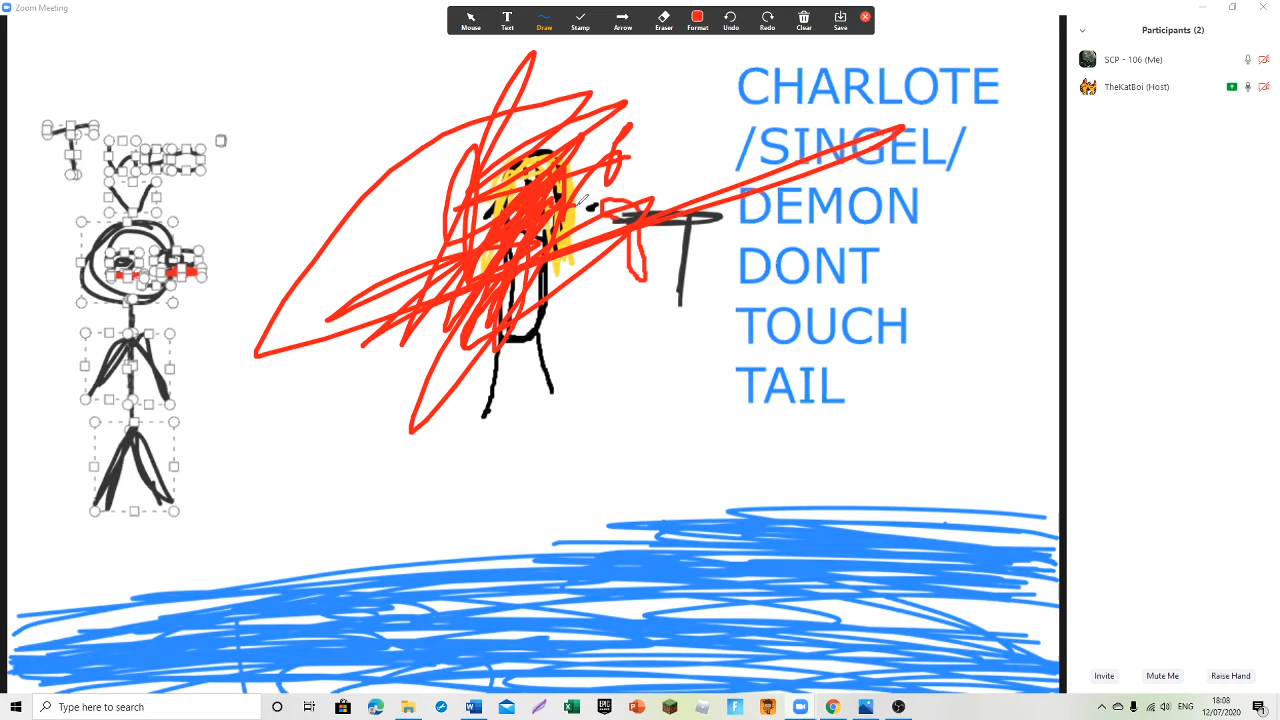 Zoom Meeting
Mouse
Text
Draw
Stamp
Arrow
Eraser
Format
Undo
Redo
Clear
Save
Participants (2)
SCP - 106 (Me)
TheKatBoi (Host)
CHARLOTE
/SINGEL/
DEMON
DONT
TOUCH
TAIL
Invite
Mute Me
Raise Hand
Type here to search
ENG
18:08
12/07/2020